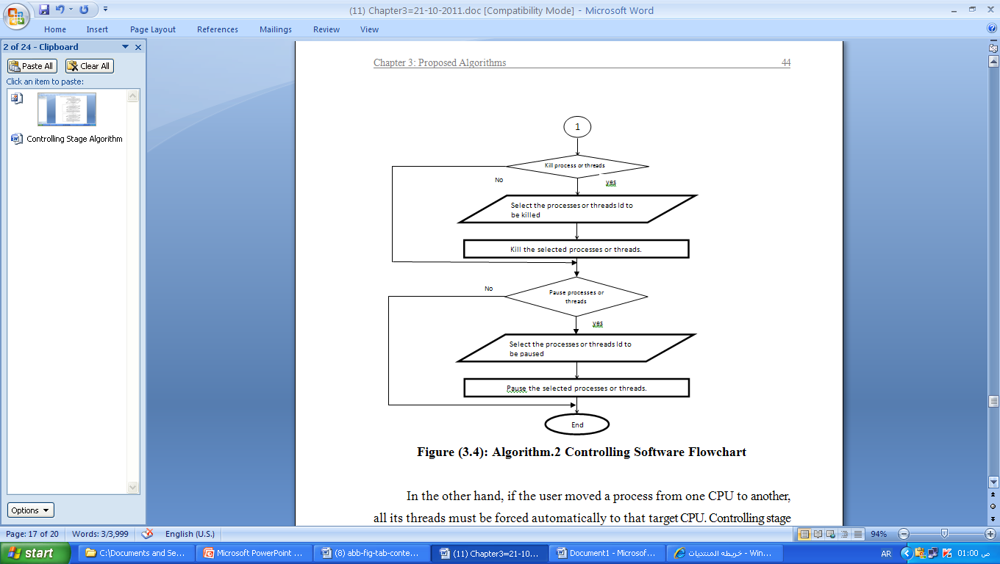 (11) Chapter3=21-10-2011.doc [Compatibility Mode] - Microsoft Word
Home Insert Page Layout References Mailings Review View
2 of 24 - Clipboard
Paste All Clear All
Click an item to paste:
Controlling Stage Algorithm
Options
Chapter 3: Proposed Algorithms 44
1
Kill process or threads
No
yes
Select the processes or threads Id to
be killed
Kill the selected processes or threads.
No
Pause processes or
threads
yes
Select the processes or threads Id to
be paused
Pause the selected processes or threads.
End
Figure (3.4): Algorithm.2 Controlling Software Flowchart
In the other hand, if the user moved a process from one CPU to another,
all its threads must be forced automatically to that target CPU. Controlling stage
Page: 17 of 20 Words: 3/3,999 English (U.S.) 94%
start C:\Documents and Se... Microsoft PowerPoint ... (8) abb-fig-tab-conte... (11) Chapter3=21-10... Document1 - Microsof... خريطه المنتديات - Win... AR 01:00 ص